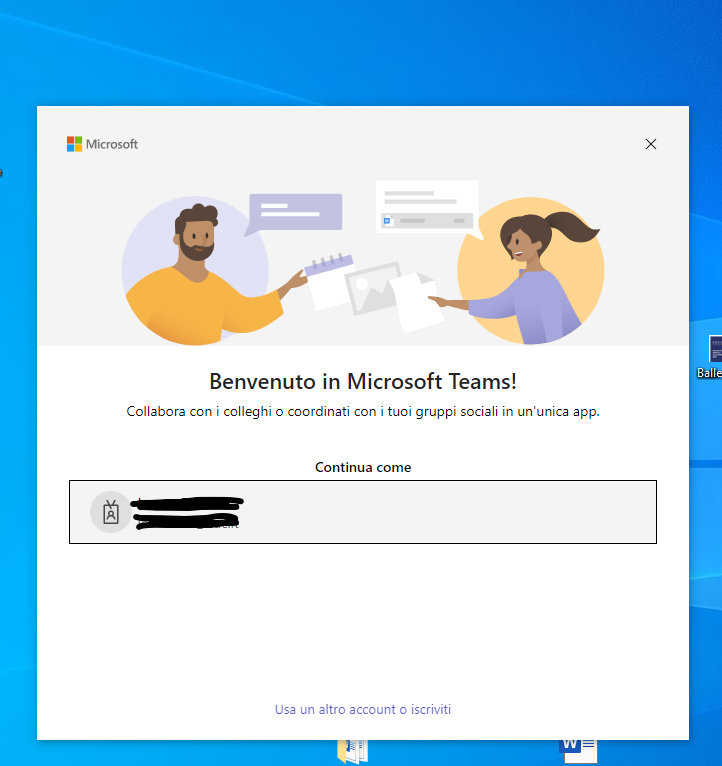 Microsoft
Benvenuto in Microsoft Teams!
Collabora con i colleghi o coordinati con i tuoi gruppi sociali in un'unica app.
Continua come
Usa un altro account o iscriviti